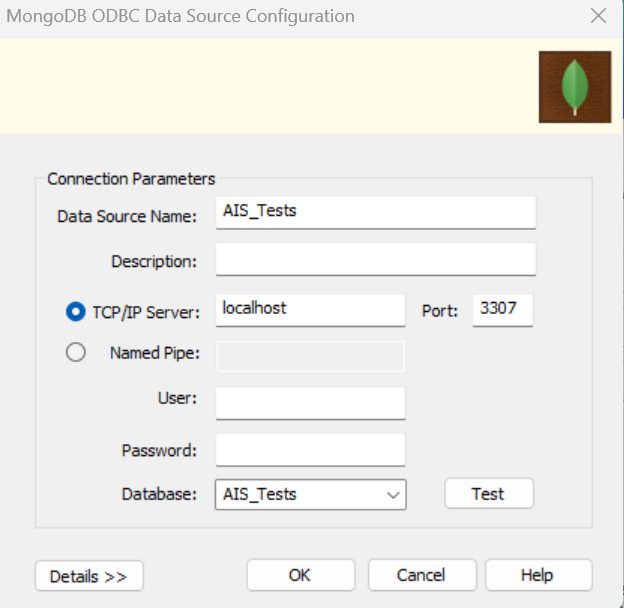 MongoDB ODBC Data Source Configuration
Connection Parameters
Data Source Name: AIS_Tests
Description:
TCP/IP Server: localhost Port: 3307
Named Pipe:
User:
Password:
Database: AIS_Tests Test
Details >> OK Cancel Help